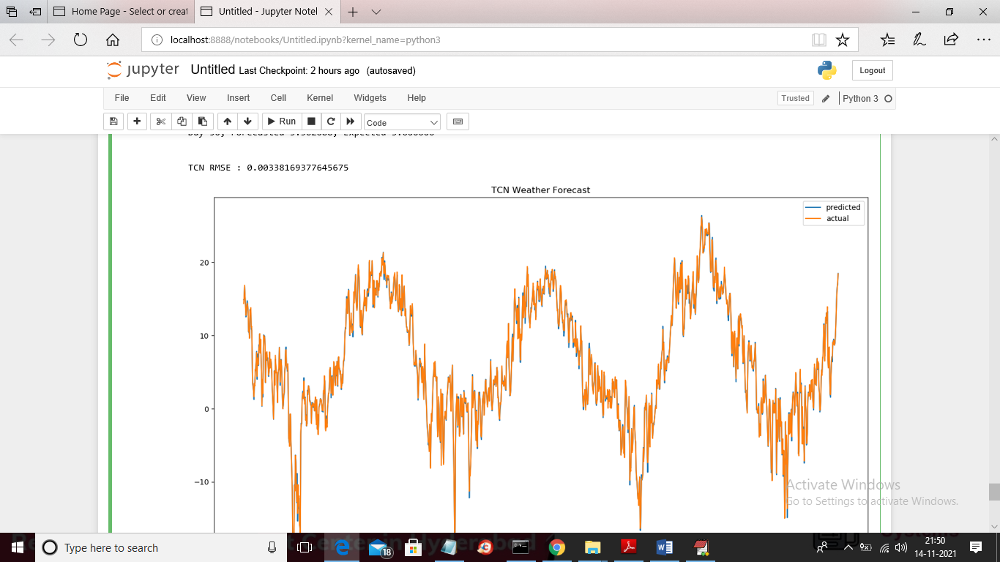 Home Page - Select or creat
Untitled - Jupyter Notel
localhost:8888/notebooks/Untitled.ipynb?kernel_name=python3
jupyter Untitled Last Checkpoint: 2 hours ago (autosaved)
Logout
File Edit View Insert Cell Kernel Widgets Help
Trusted
Python 3
Run
Code
TCN RMSE : 0.00338169377645675
TCN Weather Forecast
predicted
actual
20
10
0
−10
Activate Windows
Go to Settings to activate Windows.
Type here to search
18
21:50
14-11-2021